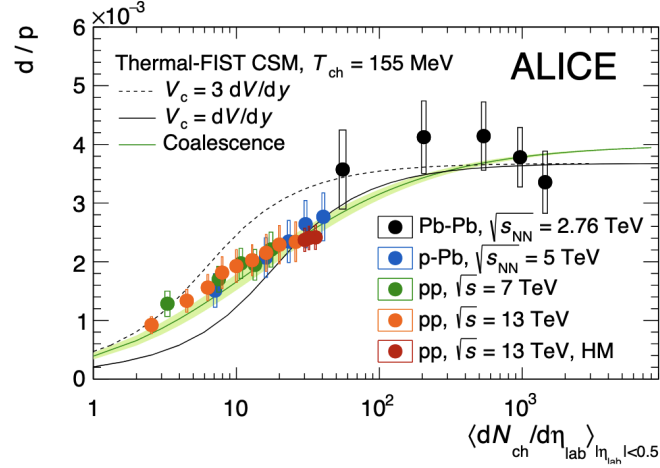 ×10⁻³
d / p
6
5
4
3
2
1
0
Thermal-FIST CSM, T_ch = 155 MeV
ALICE
V_c = 3 dV/dy
V_c = dV/dy
Coalescence
Pb-Pb, √s_NN = 2.76 TeV
p-Pb, √s_NN = 5 TeV
pp, √s = 7 TeV
pp, √s = 13 TeV
pp, √s = 13 TeV, HM
1 10 10² 10³
⟨dN_ch/dη_lab⟩_|η_lab|<0.5